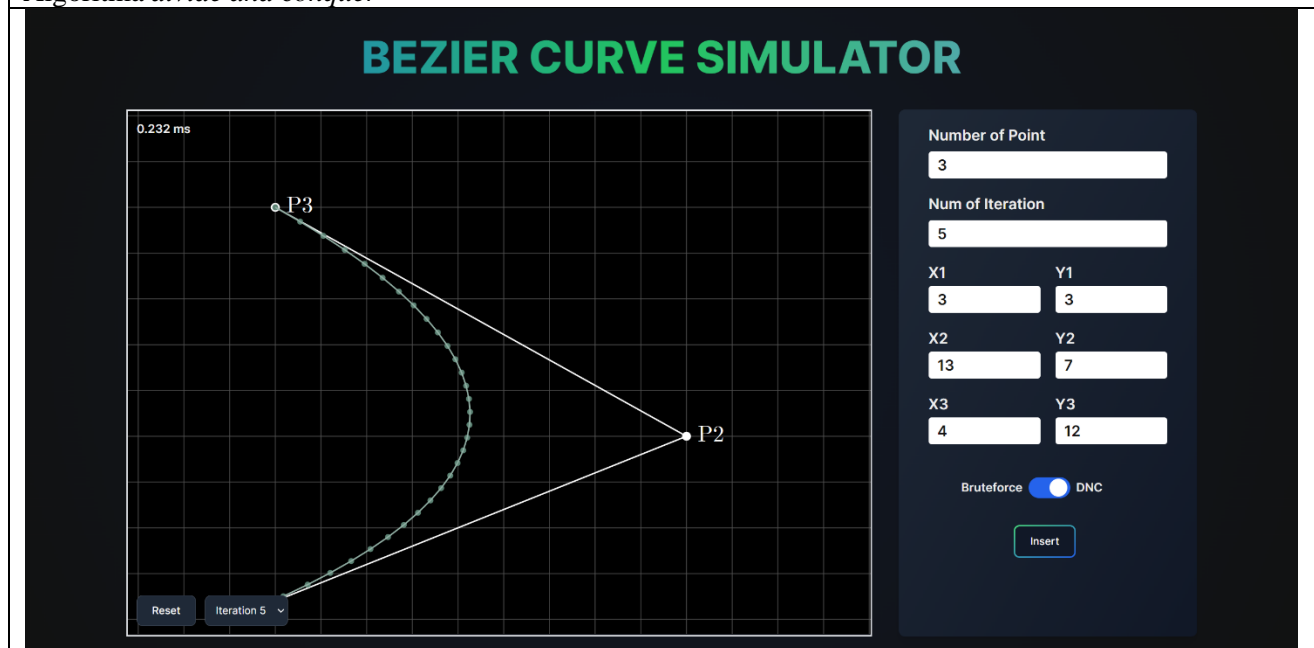 BEZIER CURVE SIMULATOR
0.232 ms
P3
P2
Reset
Iteration 5
Number of Point
3
Num of Iteration
5
X1 Y1
3 3
X2 Y2
13 7
X3 Y3
4 12
Bruteforce DNC
Insert